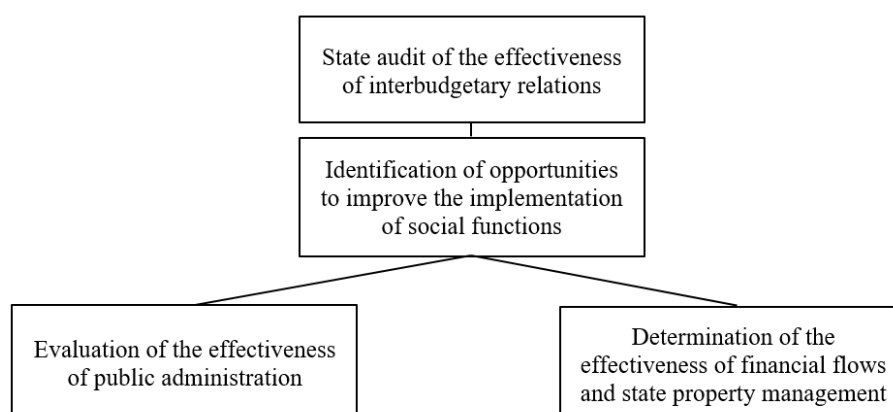 State audit of the effectiveness
of interbudgetary relations
Identification of opportunities
to improve the implementation
of social functions
Evaluation of the effectiveness
of public administration
Determination of the
effectiveness of financial flows
and state property management